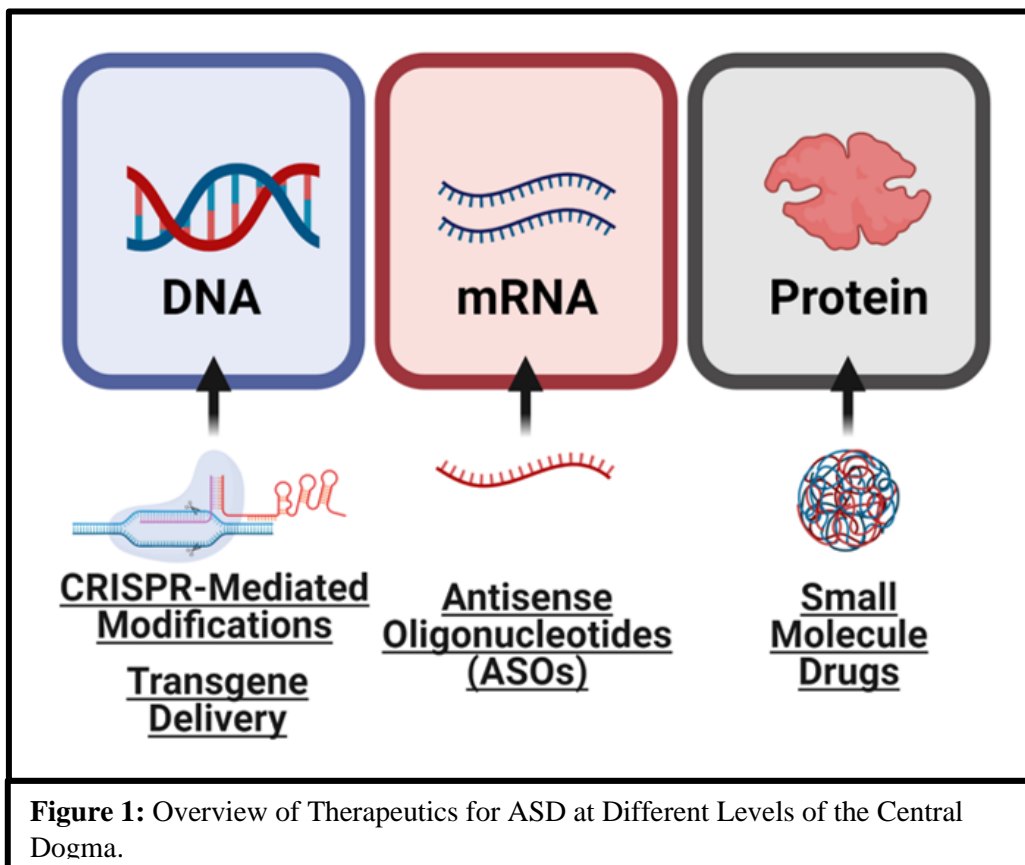 DNA
mRNA
Protein
CRISPR-Mediated
Modifications
Transgene
Delivery
Antisense
Oligonucleotides
(ASOs)
Small
Molecule
Drugs
Figure 1: Overview of Therapeutics for ASD at Different Levels of the Central
Dogma.